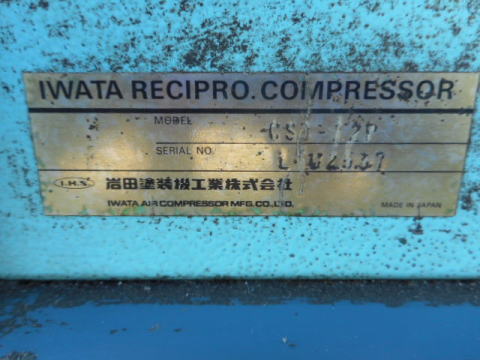 IWATA RECIPRO. COMPRESSOR
MODEL
SERIAL NO.
I.H.S 岩田塗装機工業株式会社
IWATA AIR COMPRESSOR MFG. CO., LTD.
MADE IN JAPAN